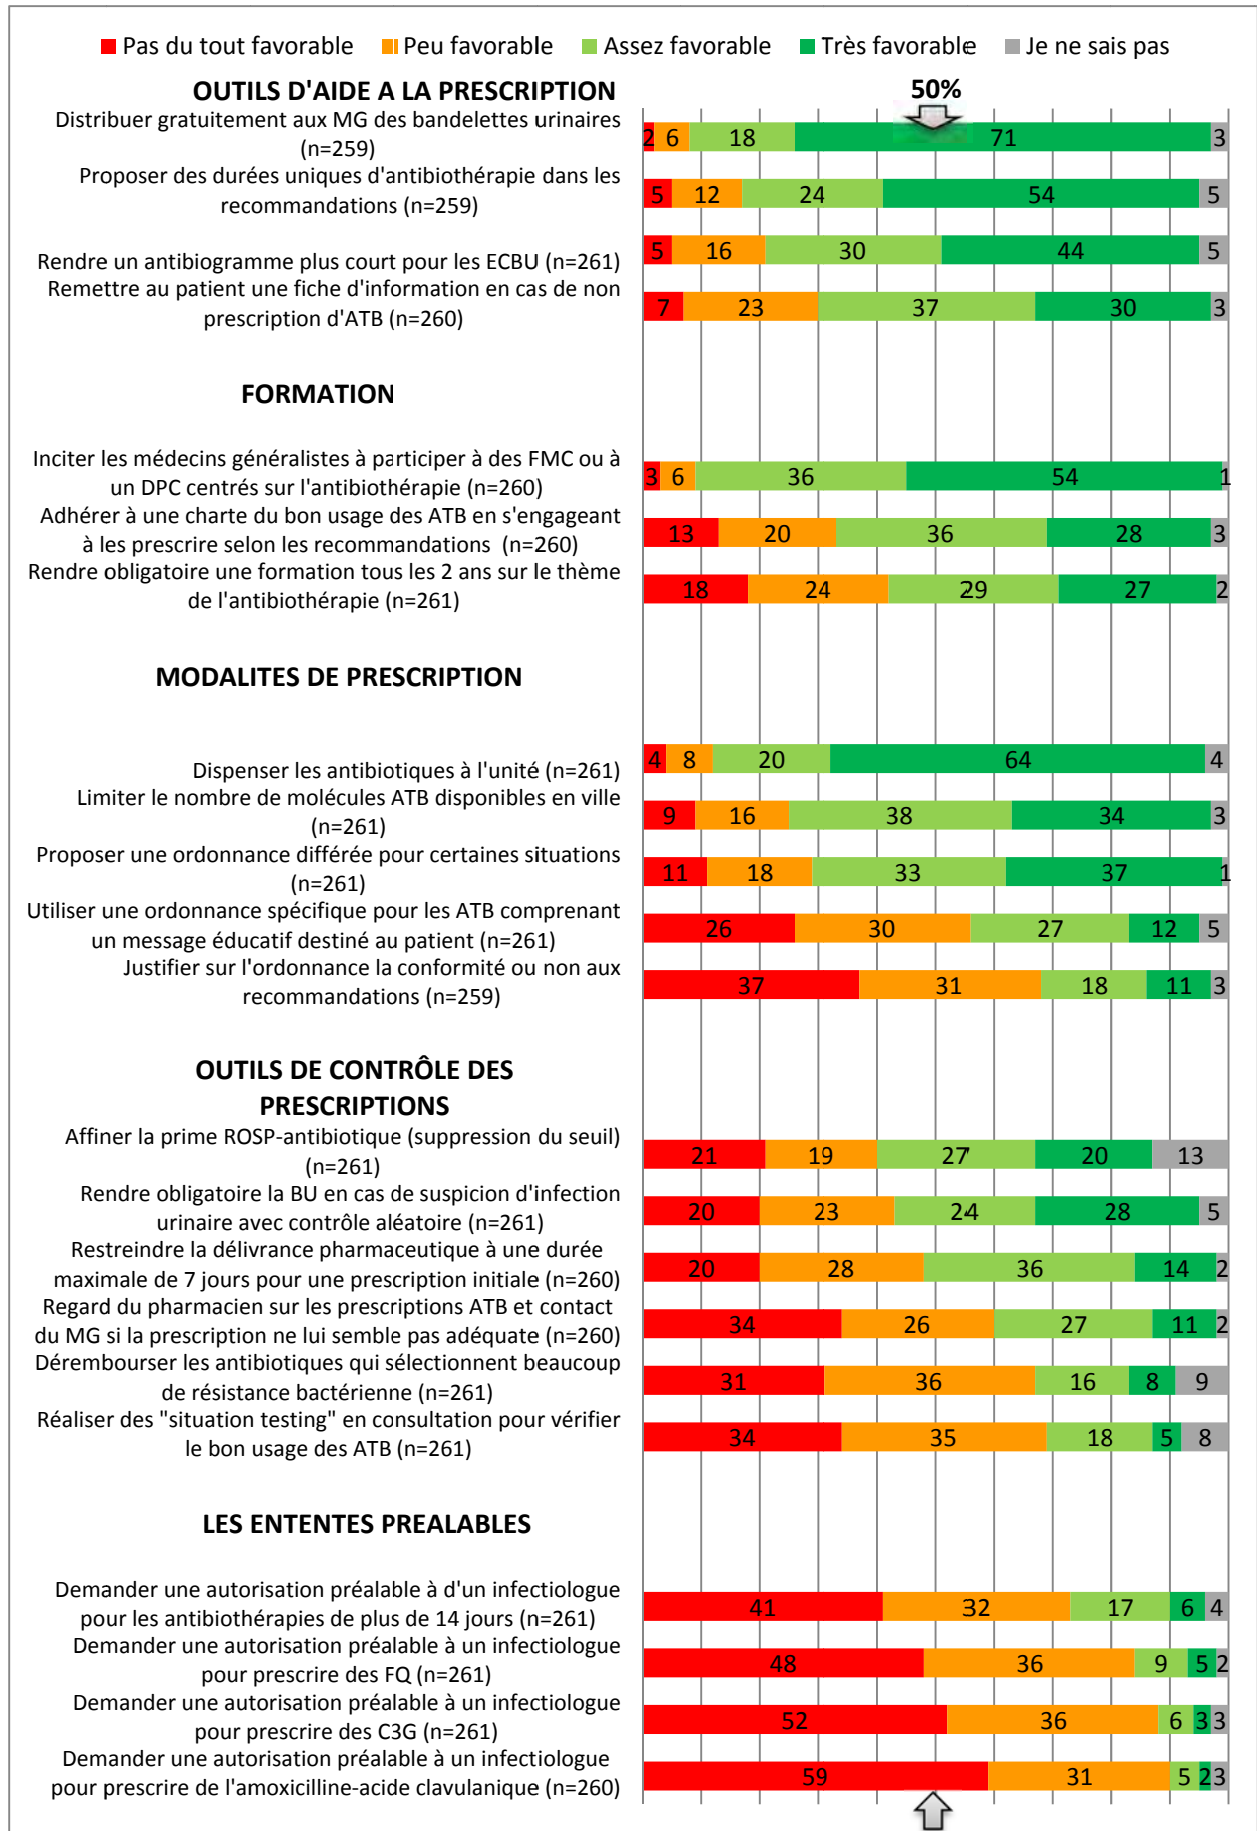 Pas du tout favorable Peu favorable Assez favorable Très favorable Je ne sais pas
OUTILS D'AIDE A LA PRESCRIPTION 50%
Distribuer gratuitement aux MG des bandelettes urinaires
(n=259)
2 6 18 71 3
Proposer des durées uniques d'antibiothérapie dans les
recommandations (n=259)
5 12 24 54 5
Rendre un antibiogramme plus court pour les ECBU (n=261)
5 16 30 44 5
Remettre au patient une fiche d'information en cas de non
prescription d'ATB (n=260)
7 23 37 30 3
FORMATION
Inciter les médecins généralistes à participer à des FMC ou à
un DPC centrés sur l'antibiothérapie (n=260)
3 6 36 54 1
Adhérer à une charte du bon usage des ATB en s'engageant
à les prescrire selon les recommandations (n=260)
13 20 36 28 3
Rendre obligatoire une formation tous les 2 ans sur le thème
de l'antibiothérapie (n=261)
18 24 29 27 2
MODALITES DE PRESCRIPTION
Dispenser les antibiotiques à l'unité (n=261)
4 8 20 64 4
Limiter le nombre de molécules ATB disponibles en ville
(n=261)
9 16 38 34 3
Proposer une ordonnance différée pour certaines situations
(n=261)
11 18 33 37 1
Utiliser une ordonnance spécifique pour les ATB comprenant
un message éducatif destiné au patient (n=261)
26 30 27 12 5
Justifier sur l'ordonnance la conformité ou non aux
recommandations (n=259)
37 31 18 11 3
OUTILS DE CONTRÔLE DES
PRESCRIPTIONS
Affiner la prime ROSP-antibiotique (suppression du seuil)
(n=261)
21 19 27 20 13
Rendre obligatoire la BU en cas de suspicion d'infection
urinaire avec contrôle aléatoire (n=261)
20 23 24 28 5
Restreindre la délivrance pharmaceutique à une durée
maximale de 7 jours pour une prescription initiale (n=260)
20 28 36 14 2
Regard du pharmacien sur les prescriptions ATB et contact
du MG si la prescription ne lui semble pas adéquate (n=260)
34 26 27 11 2
Dérembourser les antibiotiques qui sélectionnent beaucoup
de résistance bactérienne (n=261)
31 36 16 8 9
Réaliser des "situation testing" en consultation pour vérifier
le bon usage des ATB (n=261)
34 35 18 5 8
LES ENTENTES PREALABLES
Demander une autorisation préalable à d'un infectiologue
pour les antibiothérapies de plus de 14 jours (n=261)
41 32 17 6 4
Demander une autorisation préalable à un infectiologue
pour prescrire des FQ (n=261)
48 36 9 5 2
Demander une autorisation préalable à un infectiologue
pour prescrire des C3G (n=261)
52 36 6 3 3
Demander une autorisation préalable à un infectiologue
pour prescrire de l'amoxicilline-acide clavulanique (n=260)
59 31 5 2 3